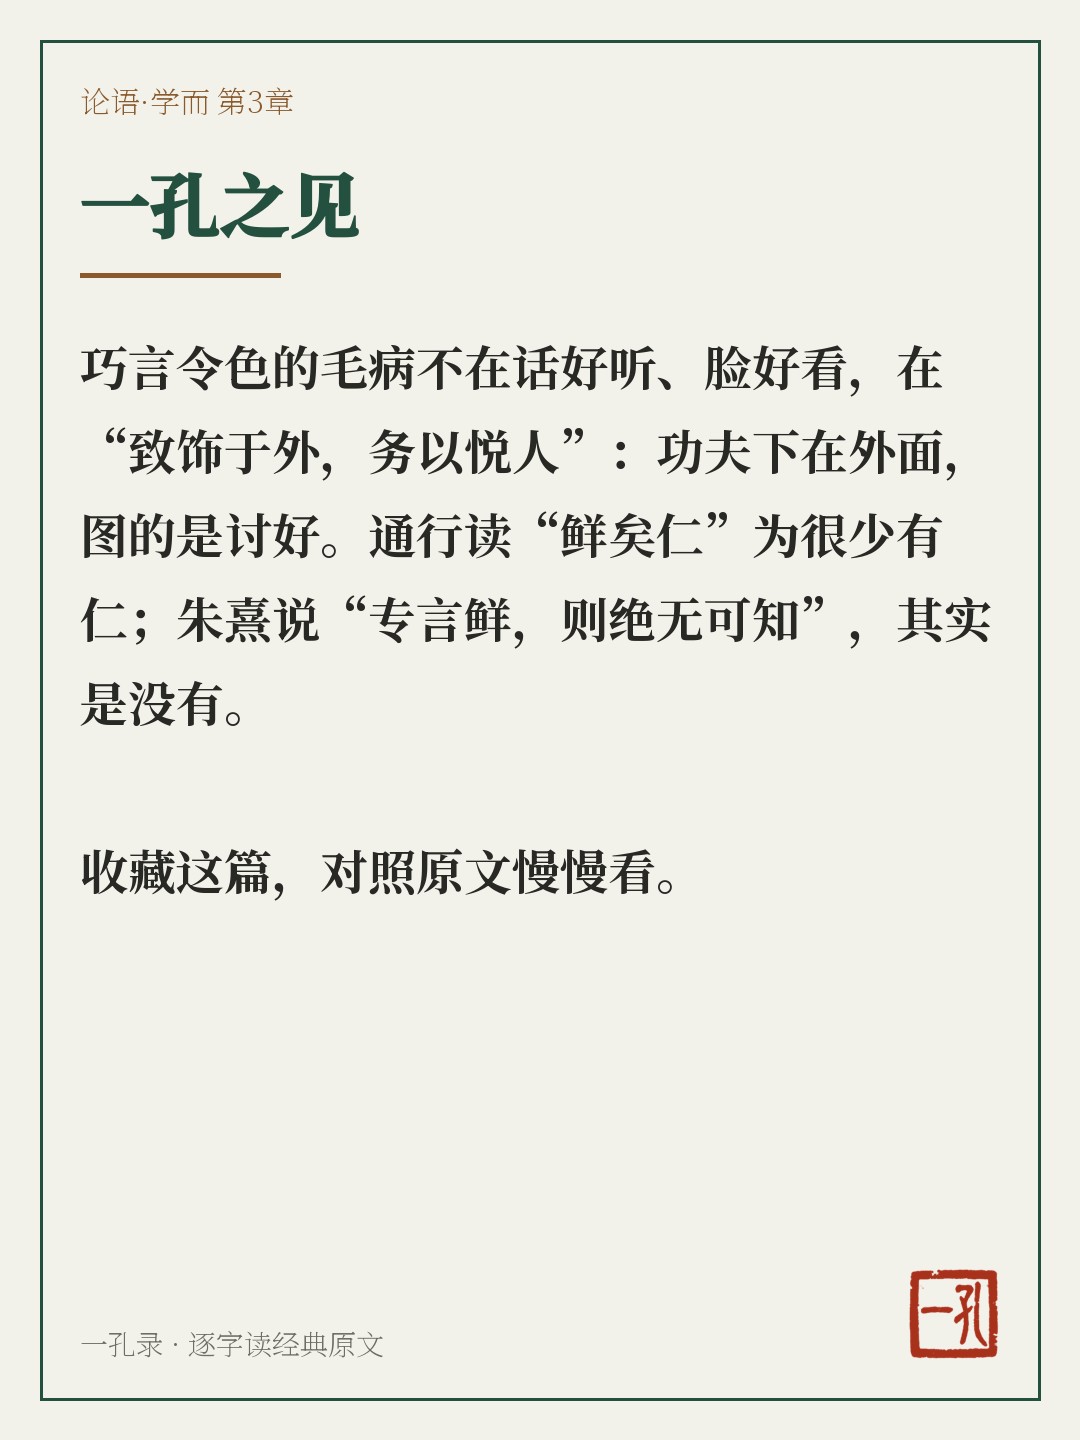 论语·学而 第3章
一孔之见
巧言令色的毛病不在话好听、脸好看，在
“致饰于外，务以悦人”：功夫下在外面，
图的是讨好。通行读“鲜矣仁”为很少有
仁；朱熹说“专言鲜，则绝无可知”，其实
是没有。
收藏这篇，对照原文慢慢看。
一孔录 · 逐字读经典原文
一孔